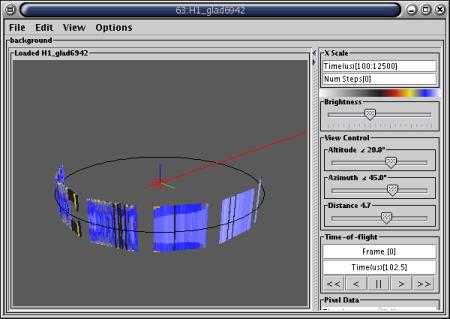 63:H1_glad6942
File Edit View Options
background
Loaded H1_glad6942
X Scale
Time(us)[100:12500]
Num Steps[0]
Brightness
View Control
Altitude ∠ 20.0°
Azimuth ∠ 45.0°
Distance 4.7
Time-of-flight
Frame [0]
Time(us)[102.5]
<< < || > >>
Pixel Data